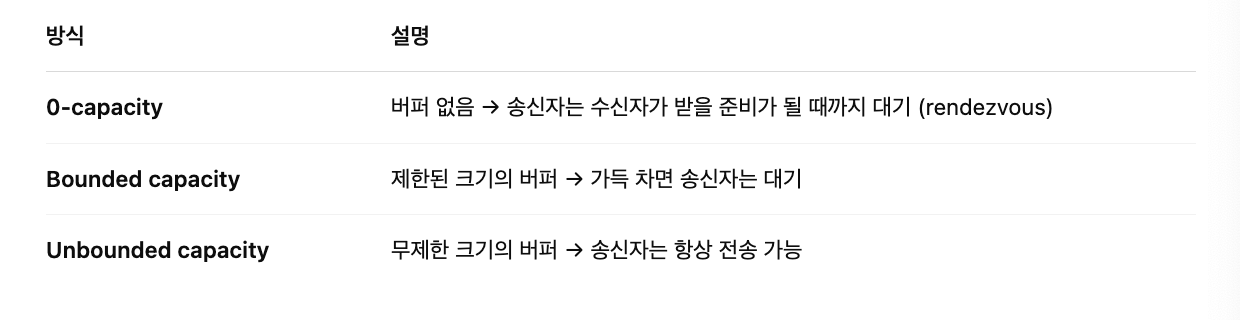 방식 설명
0-capacity 버퍼 없음 → 송신자는 수신자가 받을 준비가 될 때까지 대기 (rendezvous)
Bounded capacity 제한된 크기의 버퍼 → 가득 차면 송신자는 대기
Unbounded capacity 무제한 크기의 버퍼 → 송신자는 항상 전송 가능